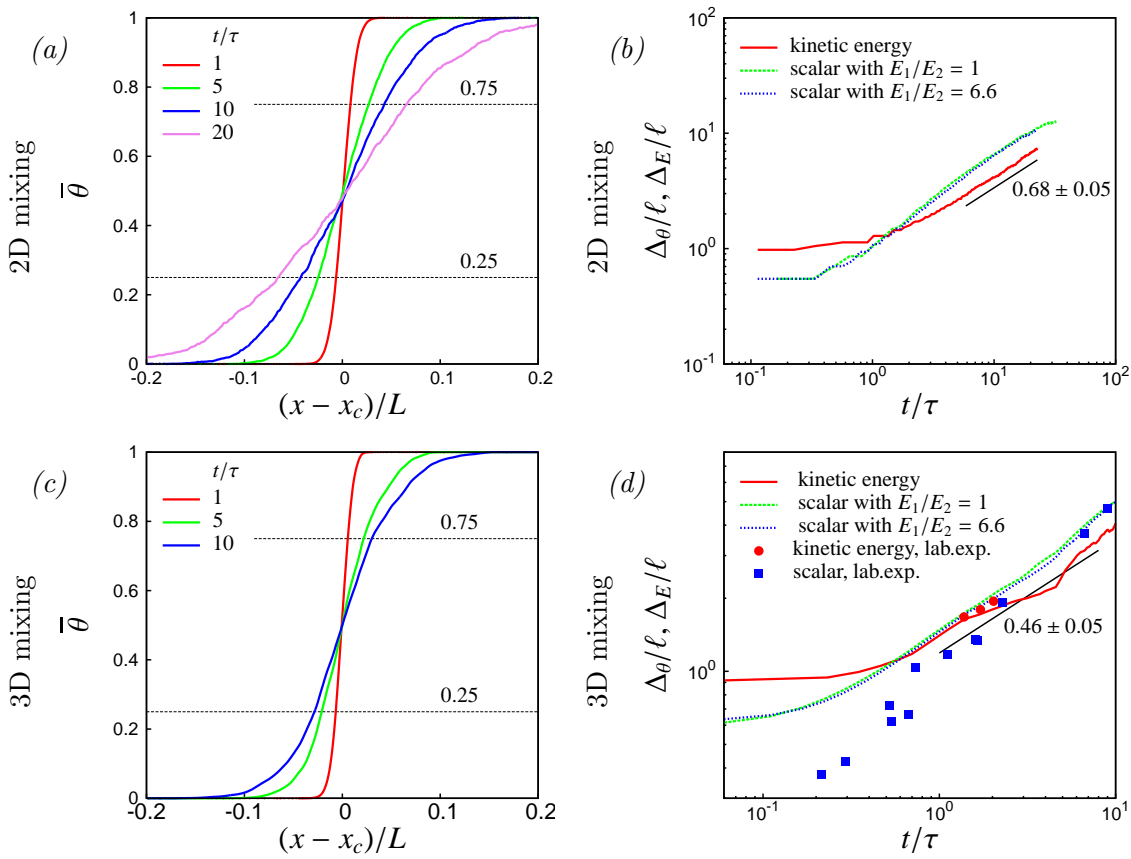 (a)
2D mixing
θ̅
t/τ
1
5
10
20
0.75
0.25
1
0.8
0.6
0.4
0.2
0
-0.2
-0.1
0
0.1
0.2
(x − x_c)/L
(b)
2D mixing
Δ_θ/ℓ, Δ_E/ℓ
10^2
10^1
10^0
10^-1
kinetic energy
scalar with E_1/E_2 = 1
scalar with E_1/E_2 = 6.6
0.68 ± 0.05
10^-1
10^0
10^1
10^2
t/τ
(c)
3D mixing
θ̅
t/τ
1
5
10
0.75
0.25
1
0.8
0.6
0.4
0.2
0
-0.2
-0.1
0
0.1
0.2
(x − x_c)/L
(d)
3D mixing
Δ_θ/ℓ, Δ_E/ℓ
10^0
kinetic energy
scalar with E_1/E_2 = 1
scalar with E_1/E_2 = 6.6
kinetic energy, lab.exp.
scalar, lab.exp.
0.46 ± 0.05
10^-1
10^0
10^1
t/τ